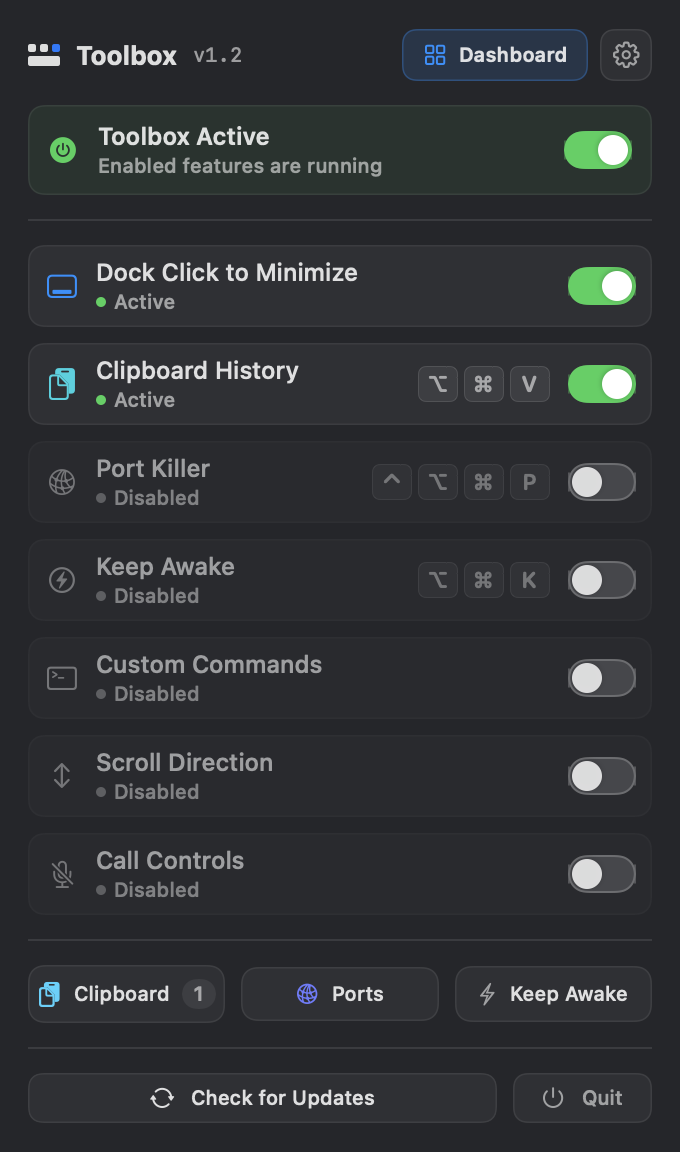 Toolbox v1.2 Dashboard
Toolbox Active
Enabled features are running
Dock Click to Minimize
Active
Clipboard History ⌥ ⌘ V
Active
Port Killer ^ ⌥ ⌘ P
Disabled
Keep Awake ⌥ ⌘ K
Disabled
Custom Commands
Disabled
Scroll Direction
Disabled
Call Controls
Disabled
Clipboard 1 Ports Keep Awake
Check for Updates Quit